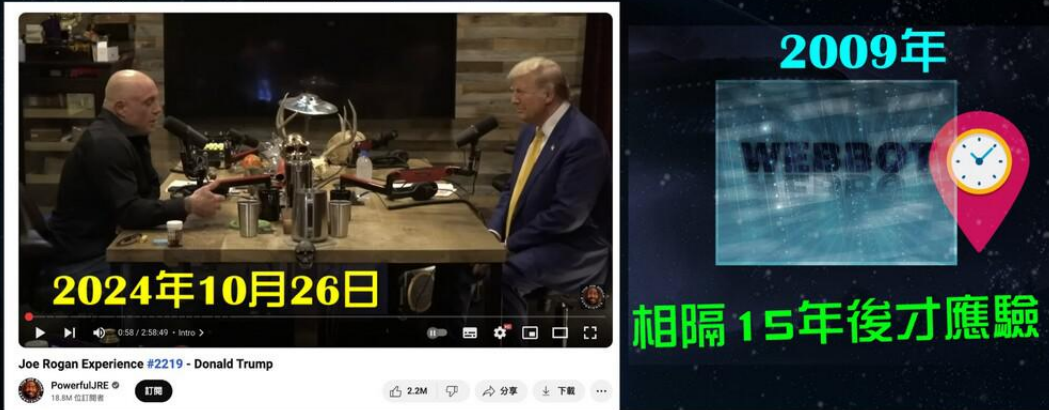 2024年10月26日
0:58 / 2:58:49 • Intro >
Joe Rogan Experience #2219 - Donald Trump
PowerfulJRE
18.8M 位訂閱者
訂閱
2.2M
分享
下載
2009年
WEBBOT
相隔15年後才應驗